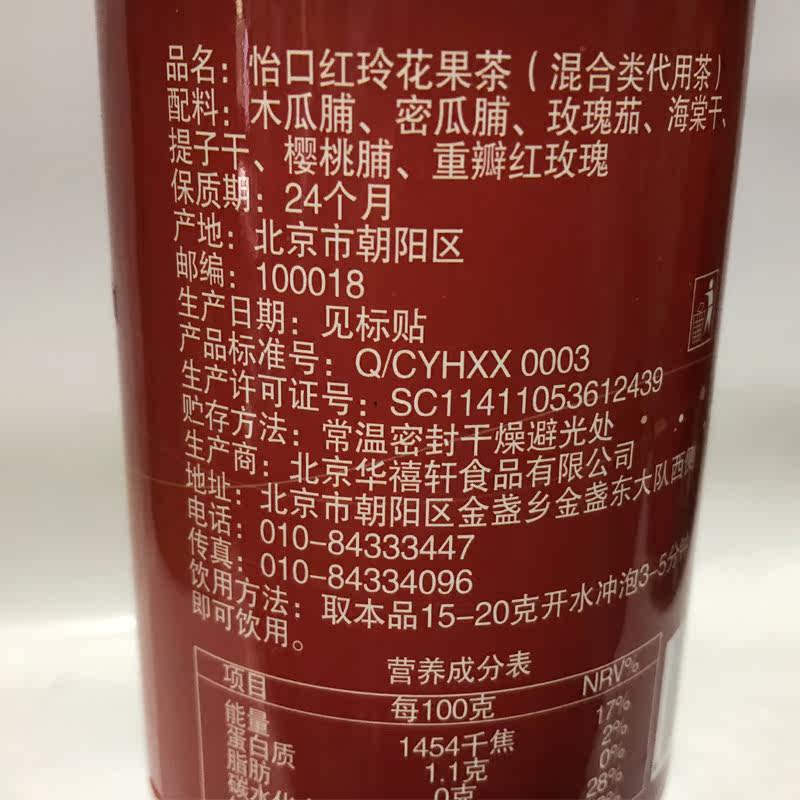 品名：怡口红玲花果茶（混合类代用茶）
配料：木瓜脯、密瓜脯、玫瑰茄、海棠干、
提子干、樱桃脯、重瓣红玫瑰
保质期：24个月
产地：北京市朝阳区
邮编：100018
生产日期：见标贴
产品标准号：Q/CYHXX 0003
生产许可证号：SC11411053612439
贮存方法：常温密封干燥避光处
生产商：北京华禧轩食品有限公司
地址：北京市朝阳区金盏乡金盏东大队西侧
电话：010-84333447
传真：010-84334096
饮用方法：取本品15-20克开水冲泡3-5分钟
即可饮用。
营养成分表
项目 每100克 NRV%
能量 1454千焦 17%
蛋白质 1.1克 2%
脂肪 0克 0%
碳水化 28%